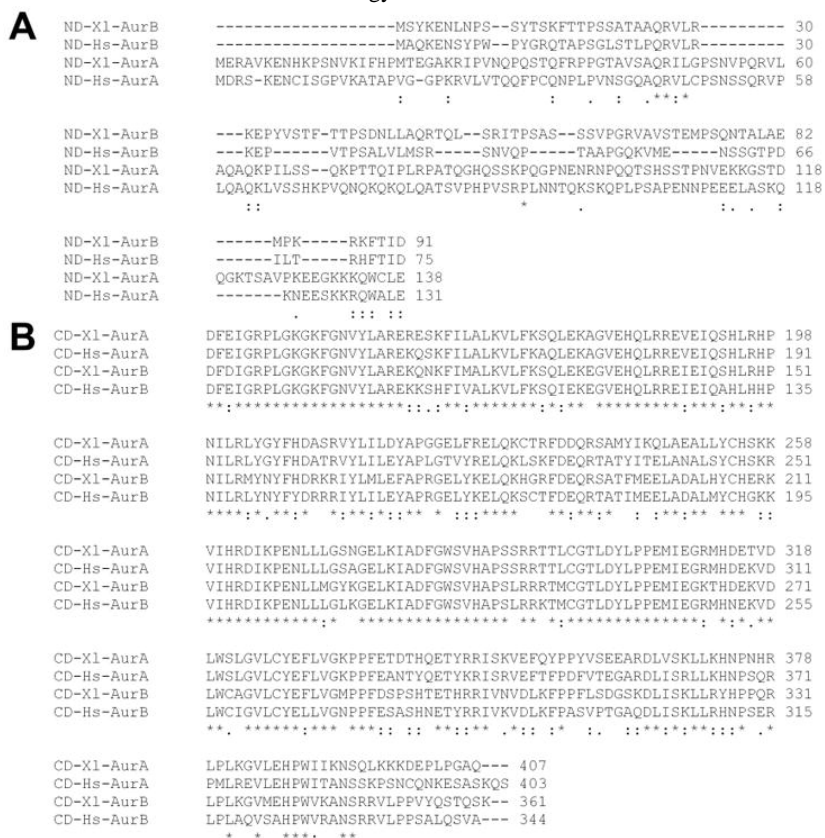 A
ND-Xl-AurB --------------------MSYKENLNPS--SYTSKFTTPSSATAAQRVLR---------- 30
ND-Hs-AurB --------------------MAQKENSYPW--PYGRQTAPSGLSTLPQRVLR---------- 30
ND-Xl-AurA MERAVKENHKPSNVKIFHPMTEGAKRIPVNQPQSTQFRPPGTAVSAQRILGPSNVPQRVL 60
ND-Hs-AurA MDRS-KENCISGPVKATAPVG-GPKRVLVTQQFPCQNPLPVNSGQAQRVLCPSNSSQRVP 58
: : : . : .**:*
ND-Xl-AurB ---KEPYVSTF-TTPSDNLLAQRTQL--SRITPSAS--SSVPGRVAVSTEMPSQNTALAE 82
ND-Hs-AurB ---KEP-----VTPSALVLMSR------SNVQP-----TAAPGQKVME----NSSGTPD 66
ND-Xl-AurA AQAQKPILSS--QKPTTQIPLRPATQGHQSSKPQGPNENRNPQQTSHSSTPNVEKKGSTD 118
ND-Hs-AurA LQAQKLVSSHKPVQNQKQKQLQATSVPHPVSRPLNNTQKSKQPLPSAPENNPEEELASKQ 118
:: * . :. . :
ND-Xl-AurB ------MPK-----RKFTID 91
ND-Hs-AurB ------ILT-----RHFTID 75
ND-Xl-AurA QGKTSAVPKEEGKKKQWCLE 138
ND-Hs-AurA -------KNEESKKRQWALE 131
. ::: ::
B
CD-Xl-AurA DFEIGRPLGKGKFGNVYLARERESKFILALKVLFKSQLEKAGVEHQLRREVEIQSHLRHP 198
CD-Hs-AurA DFEIGRPLGKGKFGNVYLAREKQSKFILALKVLFKAQLEKAGVEHQLRREVEIQSHLRHP 191
CD-Xl-AurB DFDIGRPLGKGKFGNVYLAREKQNKFIMALKVLFKSQLEKEGVEHQLRREIEIQSHLRHP 151
CD-Hs-AurB DFEIGRPLGKGKFGNVYLAREKKSHFIVALKVLFKSQIEKEGVEHQLRREIEIQAHLHHP 135
**:******************::.:**:*******:*:** *********:***:**:**
CD-Xl-AurA NILRLYGYFHDASRVYLILDYAPGGELFRELQKCTRFDDQRSAMYIKQLAEALLYCHSKK 258
CD-Hs-AurA NILRLYGYFHDATRVYLILEYAPLGTVYRELQKLSKFDEQRTATYITELANALSYCHSKR 251
CD-Xl-AurB NILRMYNYFHDRKRIYLMLEFAPRGELYKELQKHGRFDEQRSATFMEELADALHYCHERK 211
CD-Hs-AurB NILRLYNYFYDRRRIYLILEYAPRGELYKELQKSCTFDEQRTATIMEELADALMYCHGKK 195
****:*.**:* *:**:*::** * :::**** **:**:* : :**:** *** ::
CD-Xl-AurA VIHRDIKPENLLLGSNGELKIADFGWSVHAPSSRRTTLCGTLDYLPPEMIEGRMHDETVD 318
CD-Hs-AurA VIHRDIKPENLLLGSAGELKIADFGWSVHAPSSRRTTLCGTLDYLPPEMIEGRMHDEKVD 311
CD-Xl-AurB VIHRDIKPENLLMGYKGELKIADFGWSVHAPSLRRRTMCGTLDYLPPEMIEGKTHDEKVD 271
CD-Hs-AurB VIHRDIKPENLLLGLKGELKIADFGWSVHAPSLRRKTMCGTLDYLPPEMIEGRMHNEKVD 255
************:* **************** ** *:**************: *:*.**
CD-Xl-AurA LWSLGVLCYEFLVGKPPFETDTHQETYRRISKVEFQYPPYVSEEARDLVSKLLKHNPNHR 378
CD-Hs-AurA LWSLGVLCYEFLVGKPPFEANTYQETYKRISRVEFTFPDFVTEGARDLISRLLKHNPSQR 371
CD-Xl-AurB LWCAGVLCYEFLVGMPPFDSPSHTETHRRIVNVDLKFPPFLSDGSKDLISKLLRYHPPQR 331
CD-Hs-AurB LWCIGVLCYELLVGNPPFESASHNETYRRIVKVDLKFPASVPTGAQDLISKLLRHNPSER 315
**. ******:*** ***:: :: **::** .*:: :* :. ::**:*:**:::* .*
CD-Xl-AurA LPLKGVLEHPWIIKNSQLKKKDEPLPGAQ--- 407
CD-Hs-AurA PMLREVLEHPWITANSSKPSNCQNKESASKQS 403
CD-Xl-AurB LPLKGVMEHPWVKANSRRVLPPVYQSTQSK-- 361
CD-Hs-AurB LPLAQVSAHPWVRANSRRVLPPSALQSVA--- 344
* * ***: **